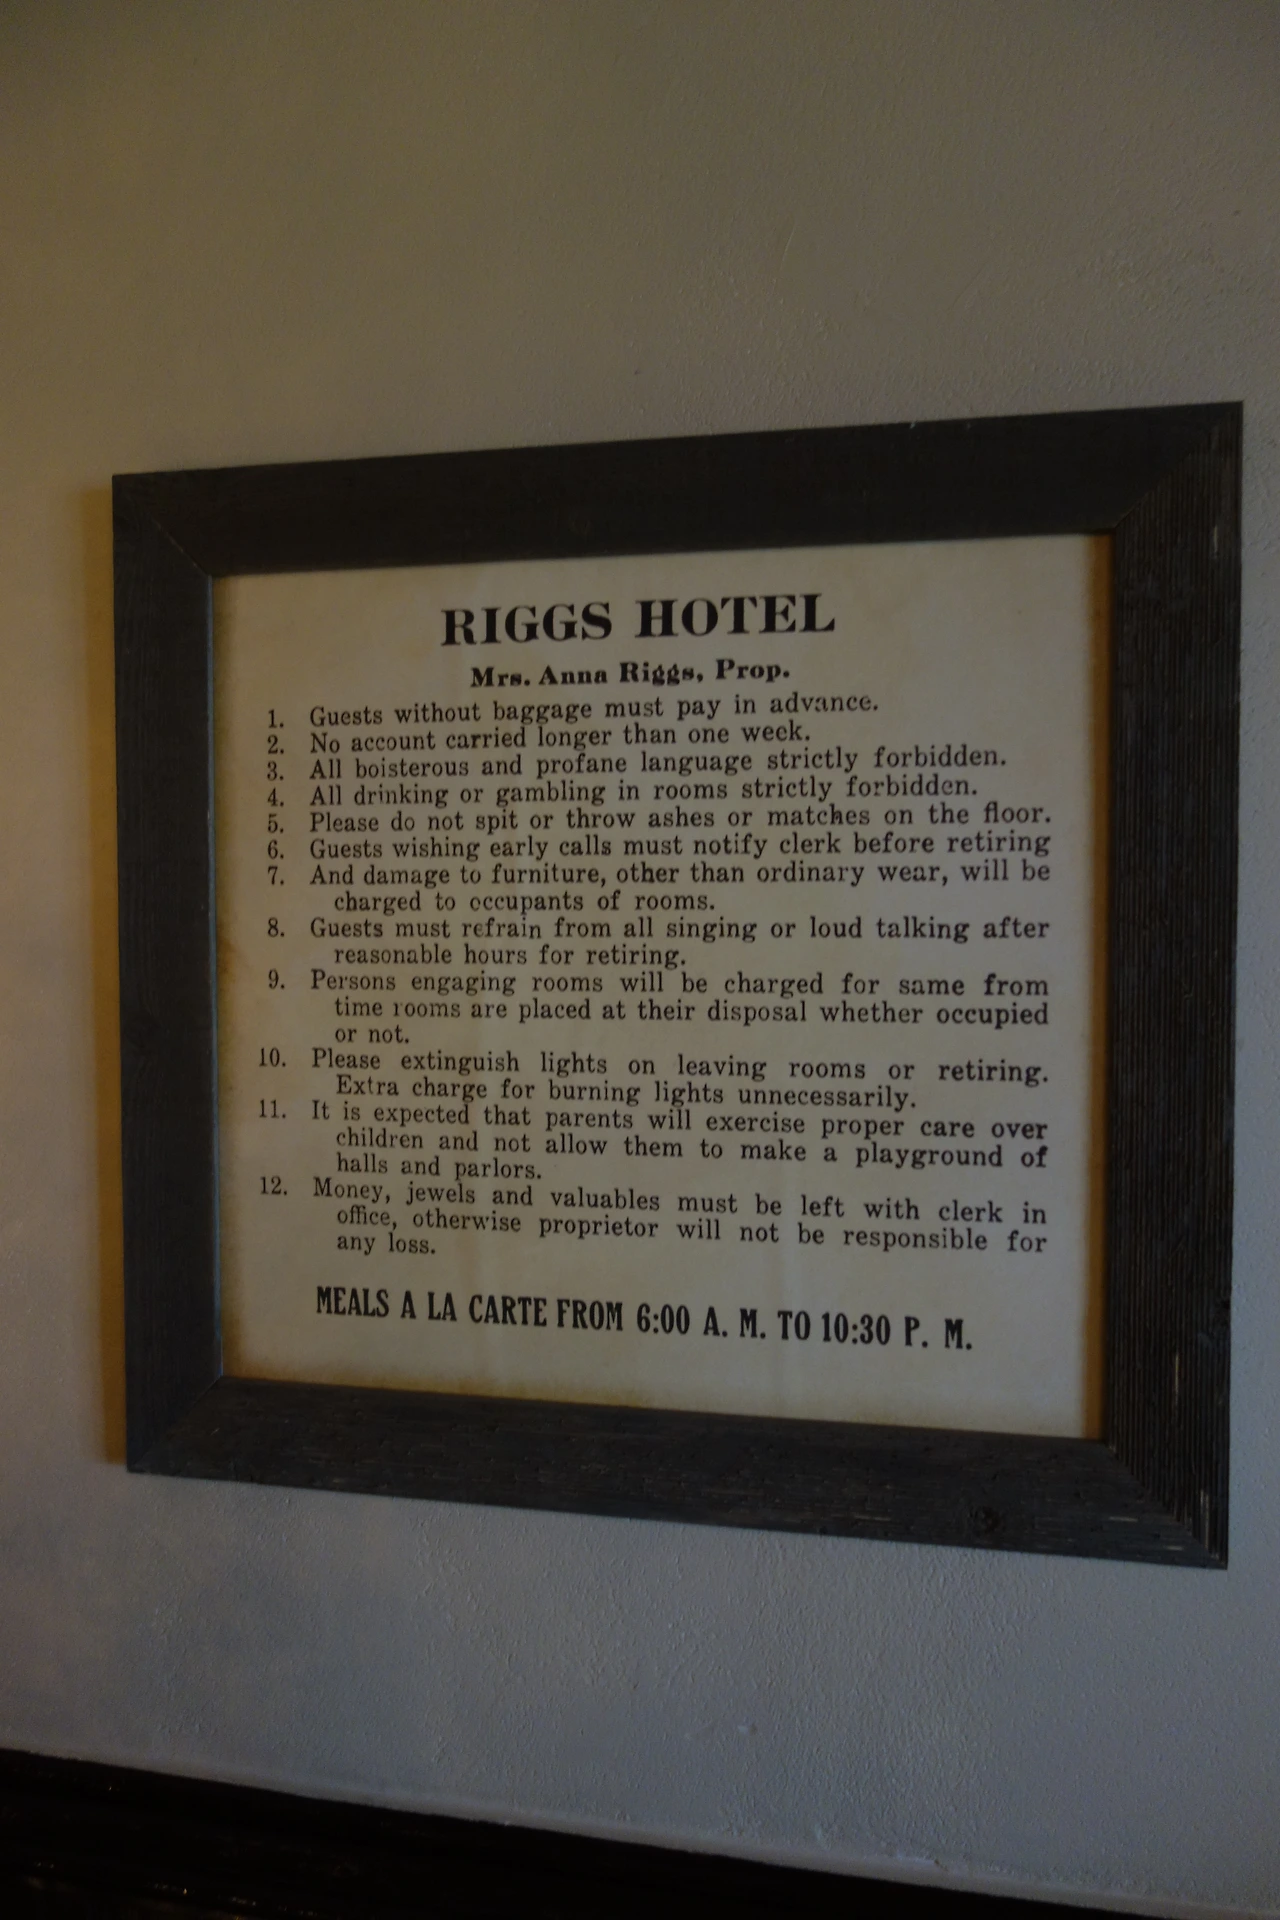 RIGGS HOTEL
Mrs. Anna Riggs, Prop.
1. Guests without baggage must pay in advance.
2. No account carried longer than one week.
3. All boisterous and profane language strictly forbidden.
4. All drinking or gambling in rooms strictly forbidden.
5. Please do not spit or throw ashes or matches on the floor.
6. Guests wishing early calls must notify clerk before retiring
7. And damage to furniture, other than ordinary wear, will be
charged to occupants of rooms.
8. Guests must refrain from all singing or loud talking after
reasonable hours for retiring.
9. Persons engaging rooms will be charged for same from
time rooms are placed at their disposal whether occupied
or not.
10. Please extinguish lights on leaving rooms or retiring.
Extra charge for burning lights unnecessarily.
11. It is expected that parents will exercise proper care over
children and not allow them to make a playground of
halls and parlors.
12. Money, jewels and valuables must be left with clerk in
office, otherwise proprietor will not be responsible for
any loss.
MEALS A LA CARTE FROM 6:00 A. M. TO 10:30 P. M.